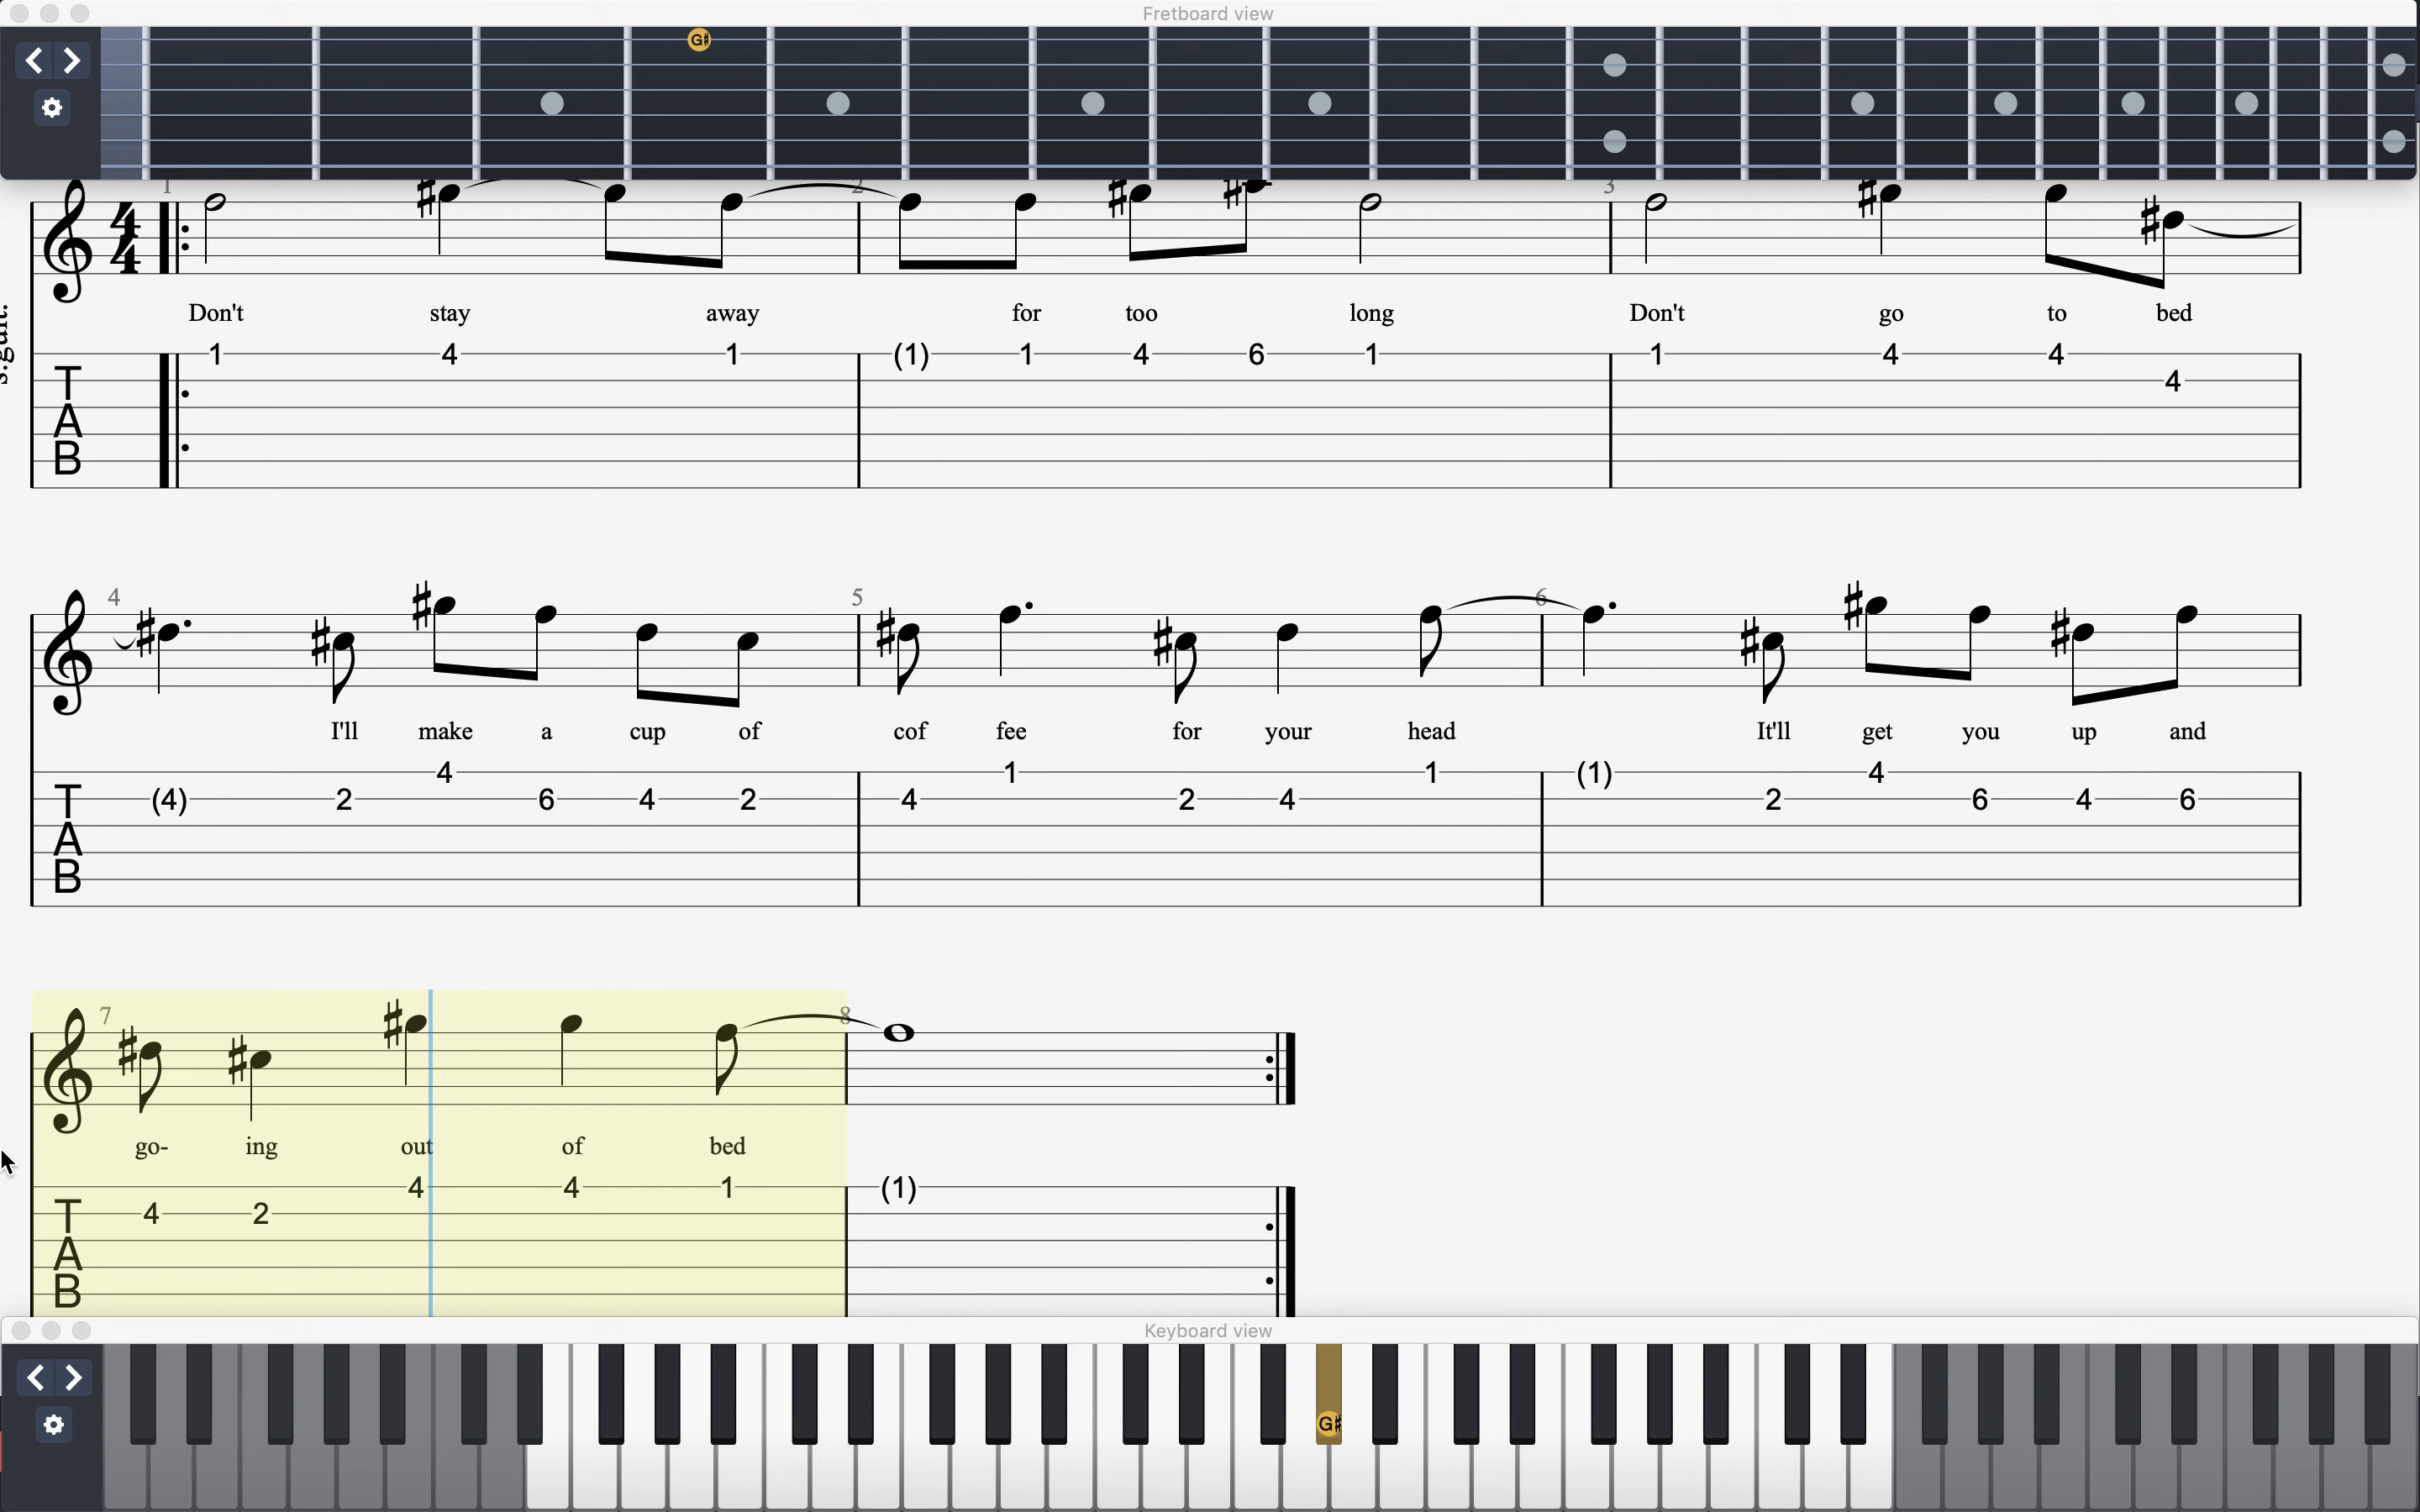 Fretboard view
G♯
1 2 3
4
4
Don't stay away for too long Don't go to bed
s.guit.
1 4 1 (1) 1 4 6 1 1 4 4
4
T
A
B
4 5 6
I'll make a cup of cof fee for your head It'll get you up and
4 1 1 (1) 4
(4) 2 6 4 2 4 2 4 2 6 4 6
T
A
B
7 8
go- ing out of bed
4 4 1 (1)
4 2
T
A
B
Keyboard view
G♯